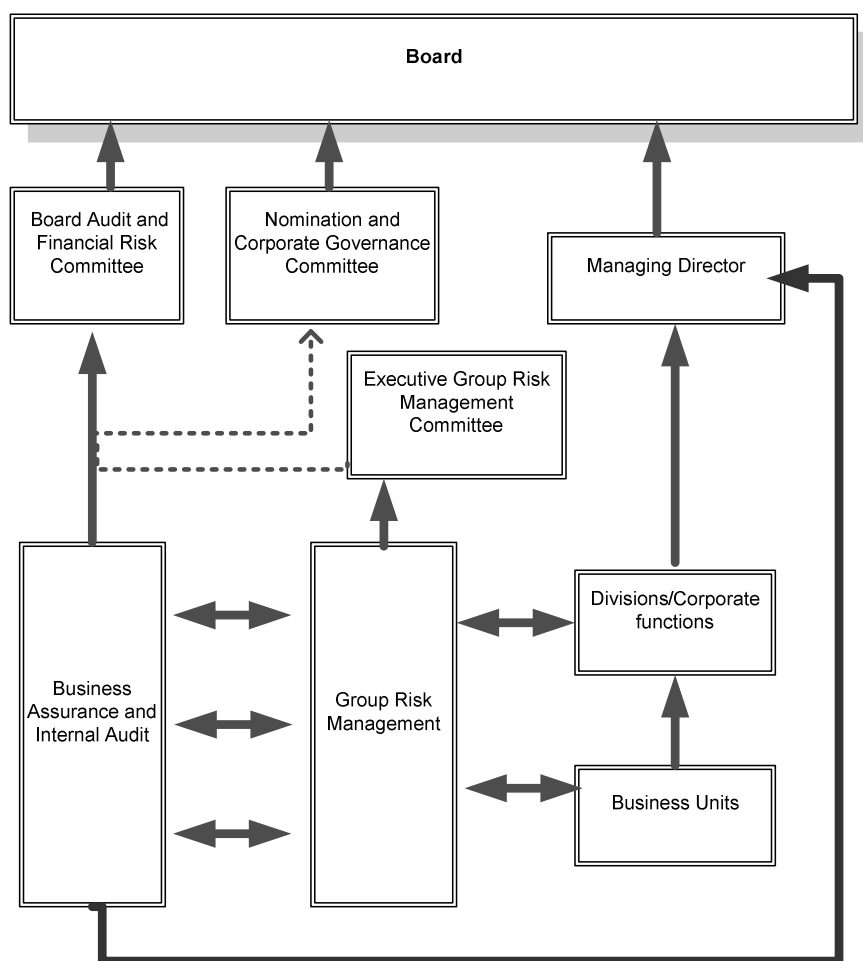 Board
Board Audit and
Financial Risk
Committee
Nomination and
Corporate Governance
Committee
Managing Director
Executive Group Risk
Management
Committee
Business
Assurance and
Internal Audit
Group Risk
Management
Divisions/Corporate
functions
Business Units